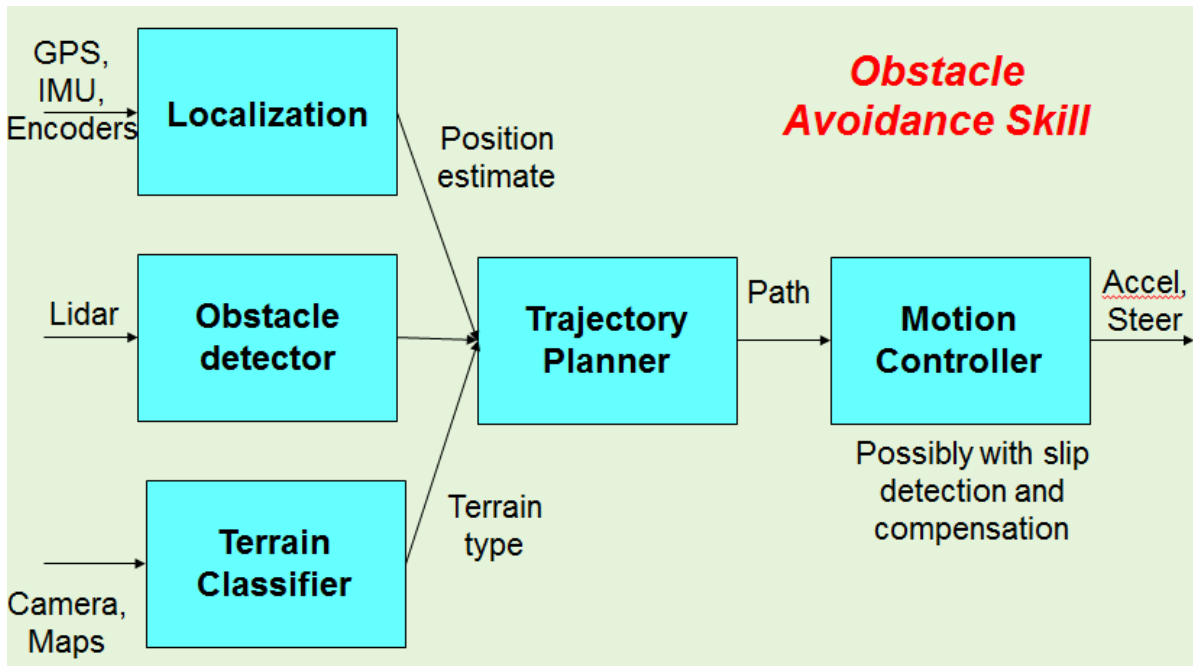 GPS,
IMU,
Encoders
Localization
Obstacle
Avoidance Skill
Position
estimate
Lidar
Obstacle
detector
Trajectory
Planner
Path
Motion
Controller
Accel,
Steer
Possibly with slip
detection and
compensation
Terrain
Classifier
Terrain
type
Camera,
Maps